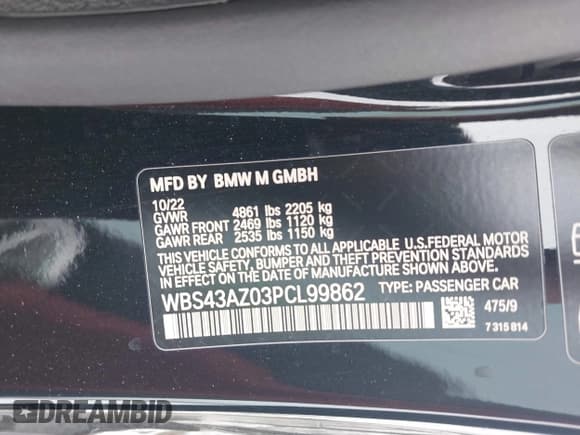 MFD BY BMW M GMBH
10/22
GVWR 4861 lbs 2205 kg
GAWR FRONT 2469 lbs 1120 kg
GAWR REAR 2535 lbs 1150 kg
THIS VEHICLE CONFORMS TO ALL APPLICABLE U.S.FEDERAL MOTOR
VEHICLE SAFETY, BUMPER AND THEFT PREVENTION STANDARDS
IN EFFECT ON THE DATE OF MANUFACTURE SHOWN ABOVE.
WBS43AZ03PCL99862 TYPE: PASSENGER CAR
475/9
7 315 814
DREAMBID